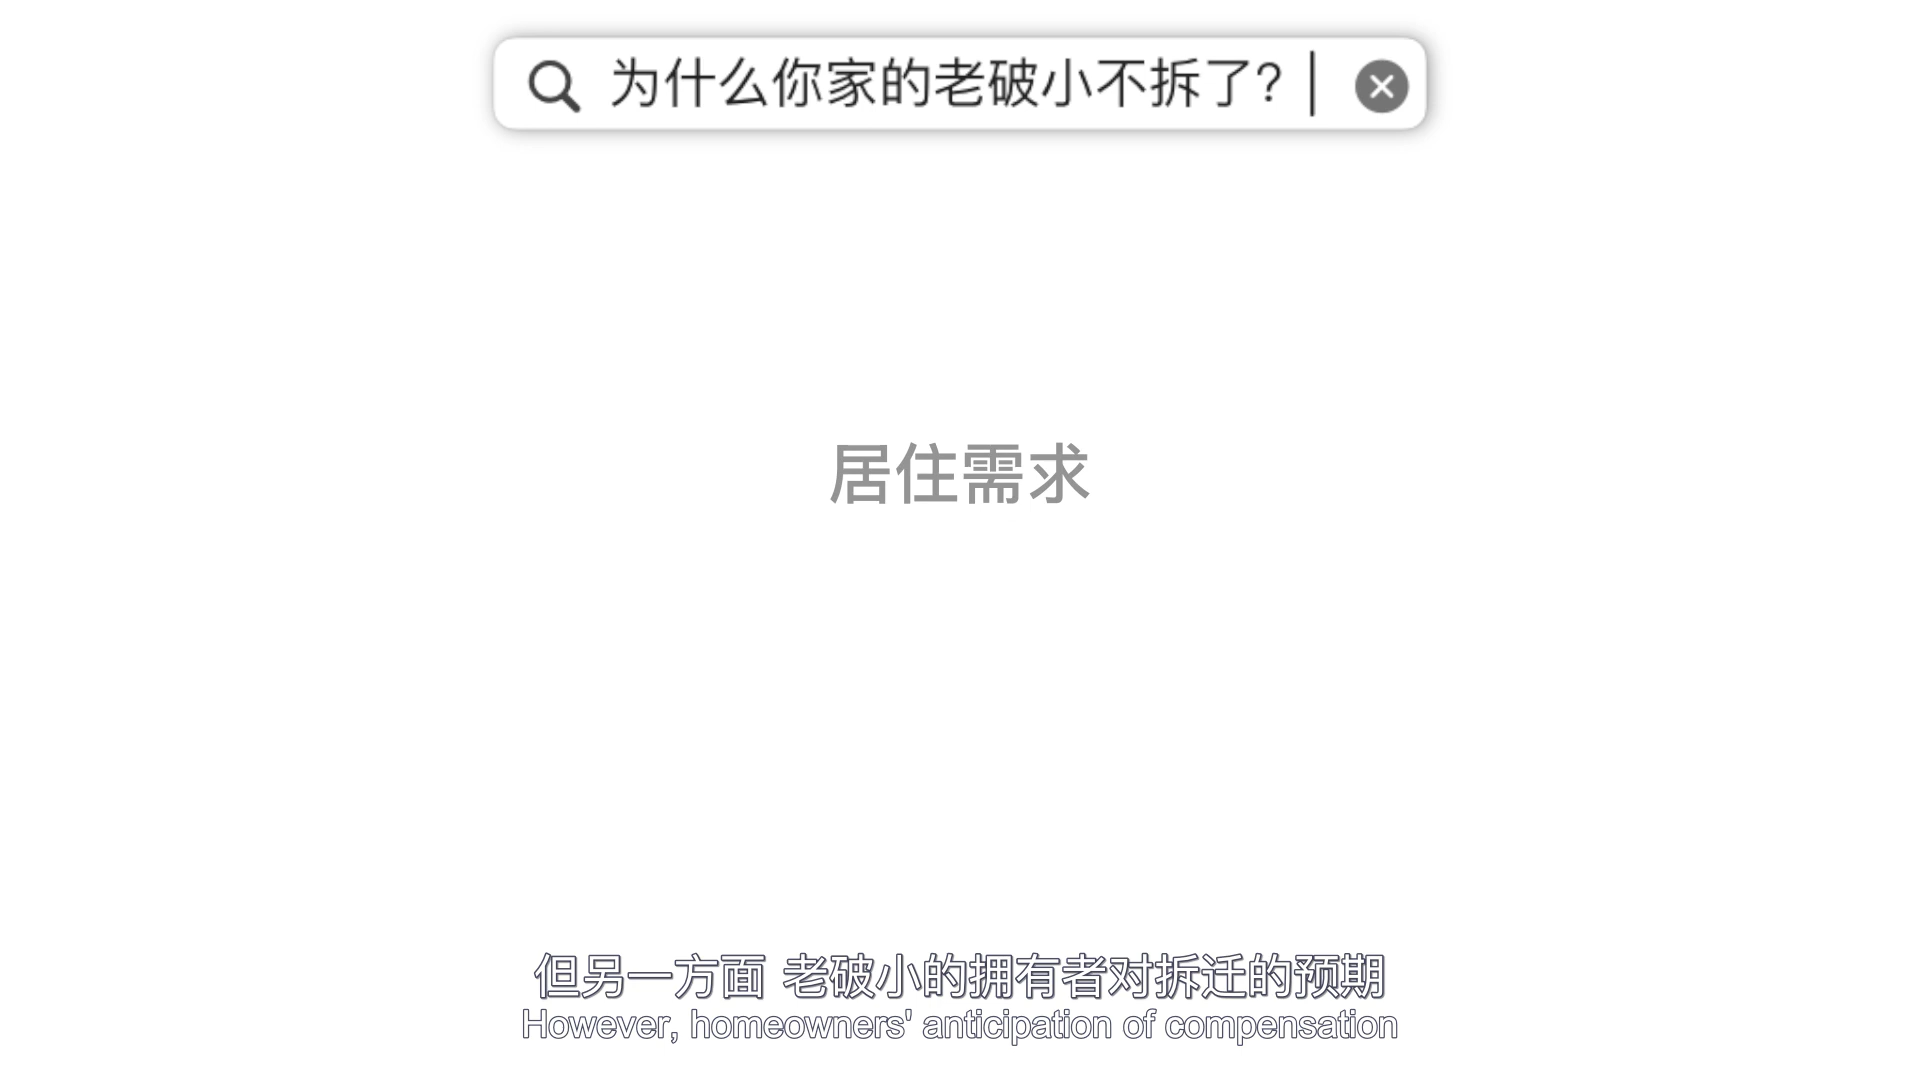 为什么你家的老破小不拆了?
居住需求
但另一方面 老破小的拥有者对拆迁的预期
However, homeowners' anticipation of compensation